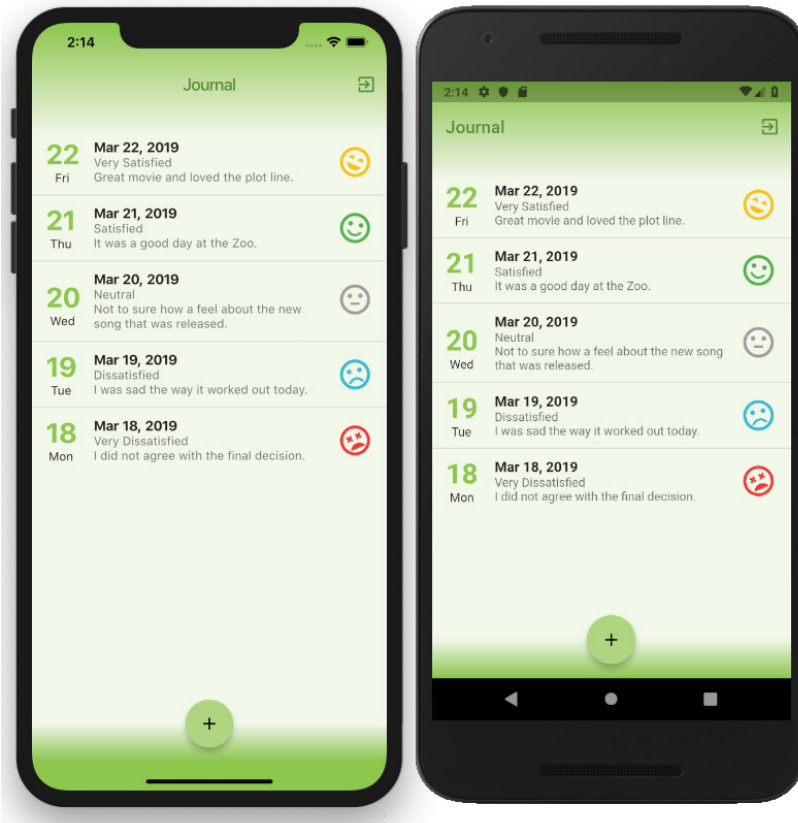 2:14
Journal
22
Fri
Mar 22, 2019
Very Satisfied
Great movie and loved the plot line.
21
Thu
Mar 21, 2019
Satisfied
It was a good day at the Zoo.
20
Wed
Mar 20, 2019
Neutral
Not to sure how a feel about the new
song that was released.
19
Tue
Mar 19, 2019
Dissatisfied
I was sad the way it worked out today.
18
Mon
Mar 18, 2019
Very Dissatisfied
I did not agree with the final decision.
+
2:14
Journal
22
Fri
Mar 22, 2019
Very Satisfied
Great movie and loved the plot line.
21
Thu
Mar 21, 2019
Satisfied
It was a good day at the Zoo.
20
Wed
Mar 20, 2019
Neutral
Not to sure how a feel about the new song
that was released.
19
Tue
Mar 19, 2019
Dissatisfied
I was sad the way it worked out today.
18
Mon
Mar 18, 2019
Very Dissatisfied
I did not agree with the final decision.
+